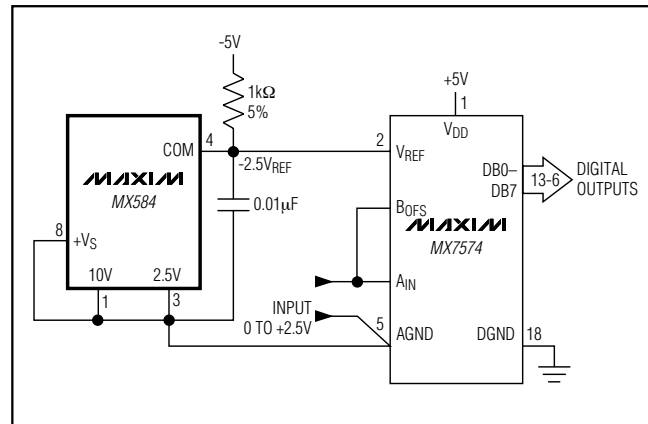 -5V
1kΩ
5%
+5V
1
COM
4
2
VREF
VDD
-2.5VREF
MAXIM
MX584
0.01μF
DB0–
DB7
13-6
DIGITAL
OUTPUTS
BOFS
MAXIM
MX7574
8
+VS
10V
2.5V
1
3
AIN
INPUT
0 TO +2.5V
5
AGND
DGND
18